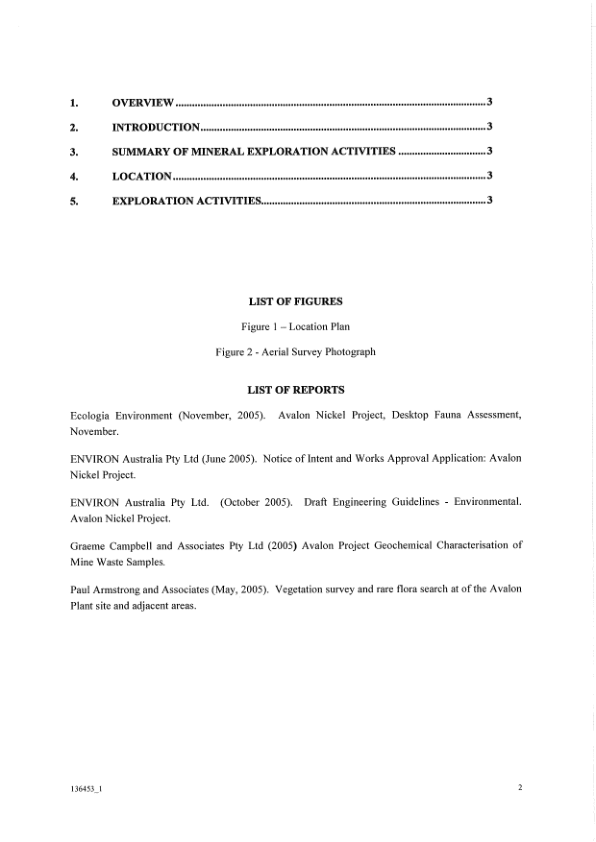 1. OVERVIEW ........................................................................................................ 3
2. INTRODUCTION ................................................................................................ 3
3. SUMMARY OF MINERAL EXPLORATION ACTIVITIES .............................. 3
4. LOCATION ......................................................................................................... 3
5. EXPLORATION ACTIVITIES ........................................................................... 3
LIST OF FIGURES
Figure 1 – Location Plan
Figure 2 - Aerial Survey Photograph
LIST OF REPORTS
Ecologia Environment (November, 2005). Avalon Nickel Project, Desktop Fauna Assessment,
November.
ENVIRON Australia Pty Ltd (June 2005). Notice of Intent and Works Approval Application: Avalon
Nickel Project.
ENVIRON Australia Pty Ltd. (October 2005). Draft Engineering Guidelines - Environmental.
Avalon Nickel Project.
Graeme Campbell and Associates Pty Ltd (2005) Avalon Project Geochemical Characterisation of
Mine Waste Samples.
Paul Armstrong and Associates (May, 2005). Vegetation survey and rare flora search at of the Avalon
Plant site and adjacent areas.
136453_1 2